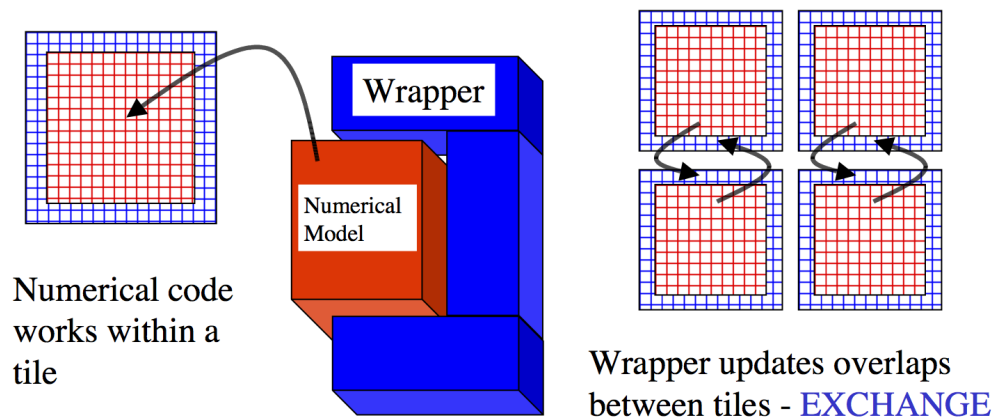 Wrapper
Numerical
Model
Numerical code
works within a
tile
Wrapper updates overlaps
between tiles - EXCHANGE